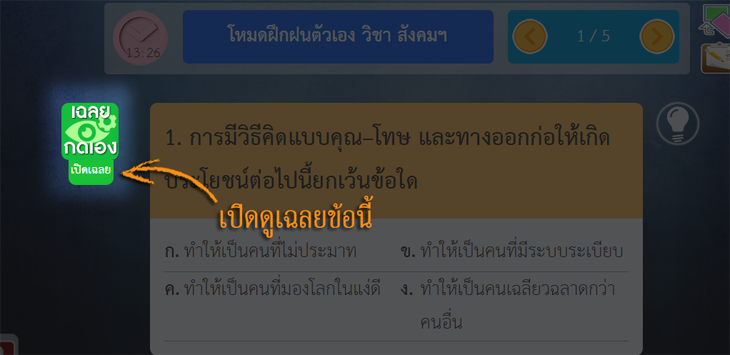 13:26
โหมดฝึกฝนตัวเอง วิชา สังคมฯ
1 / 5
เฉลย
กดเอง
เปิดเฉลย
1. การมีวิธีคิดแบบคุณ–โทษ และทางออกก่อให้เกิด
ประโยชน์ต่อไปนี้ยกเว้นข้อใด
เปิดดูเฉลยข้อนี้
ก. ทำให้เป็นคนที่ไม่ประมาท
ข. ทำให้เป็นคนที่มีระบบระเบียบ
ค. ทำให้เป็นคนที่มองโลกในแง่ดี
ง. ทำให้เป็นคนเฉลียวฉลาดกว่า
คนอื่น